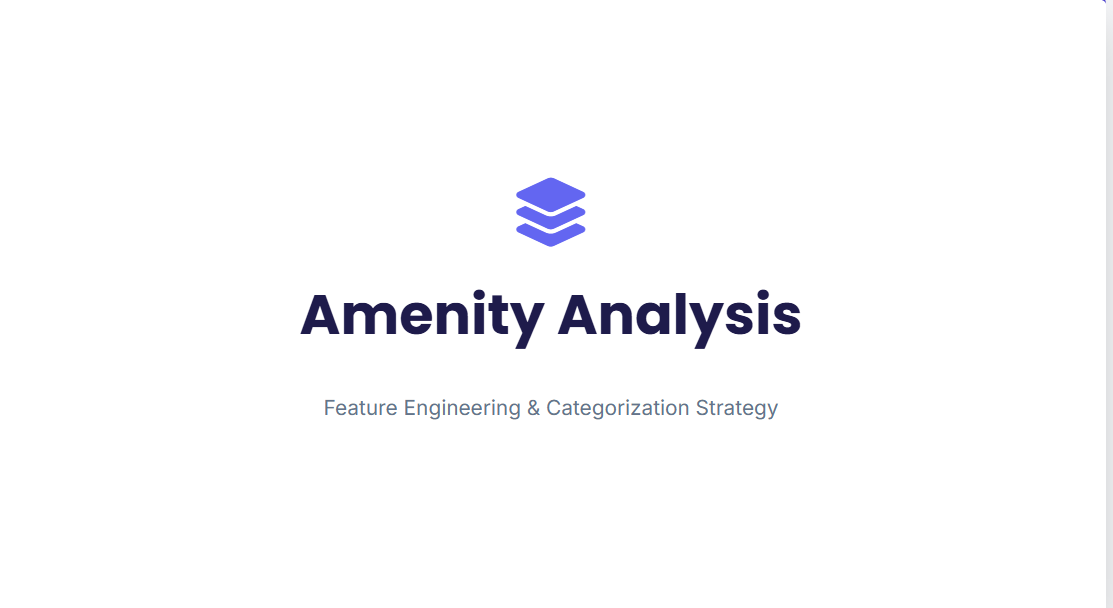 Amenity Analysis
Feature Engineering & Categorization Strategy